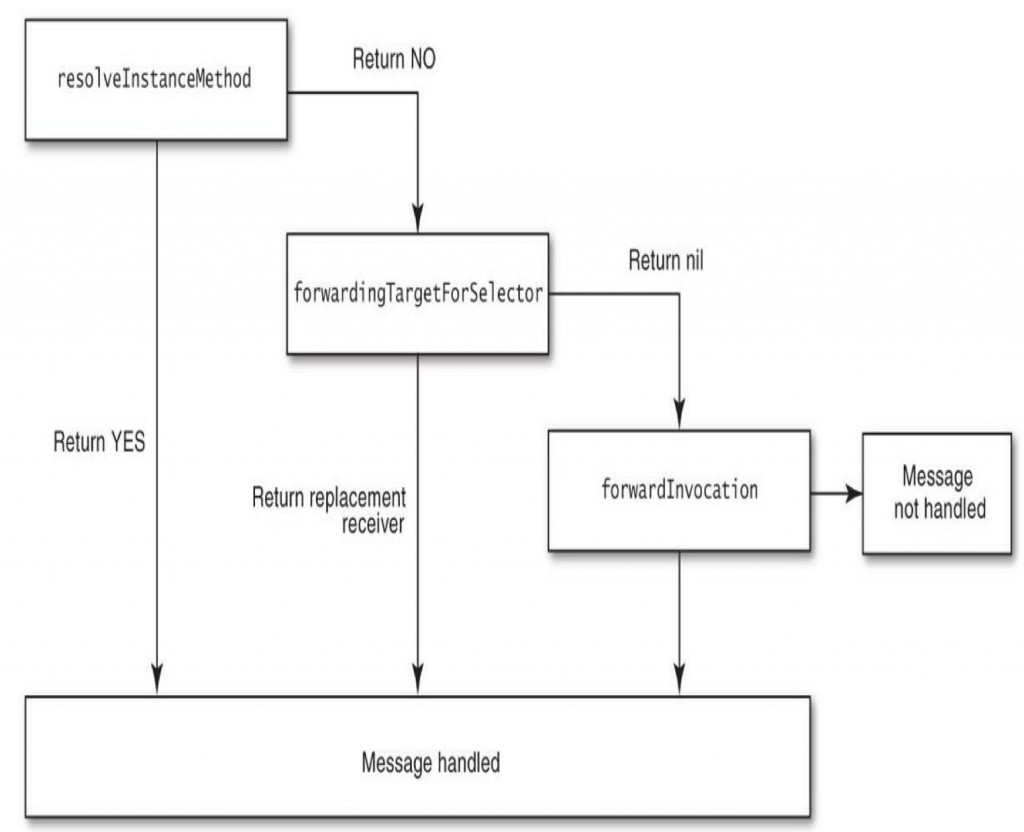 Return NO
resolveInstanceMethod
Return nil
forwardingTargetForSelector
Return YES
Return replacement
receiver
forwardInvocation
Message
not handled
Message handled